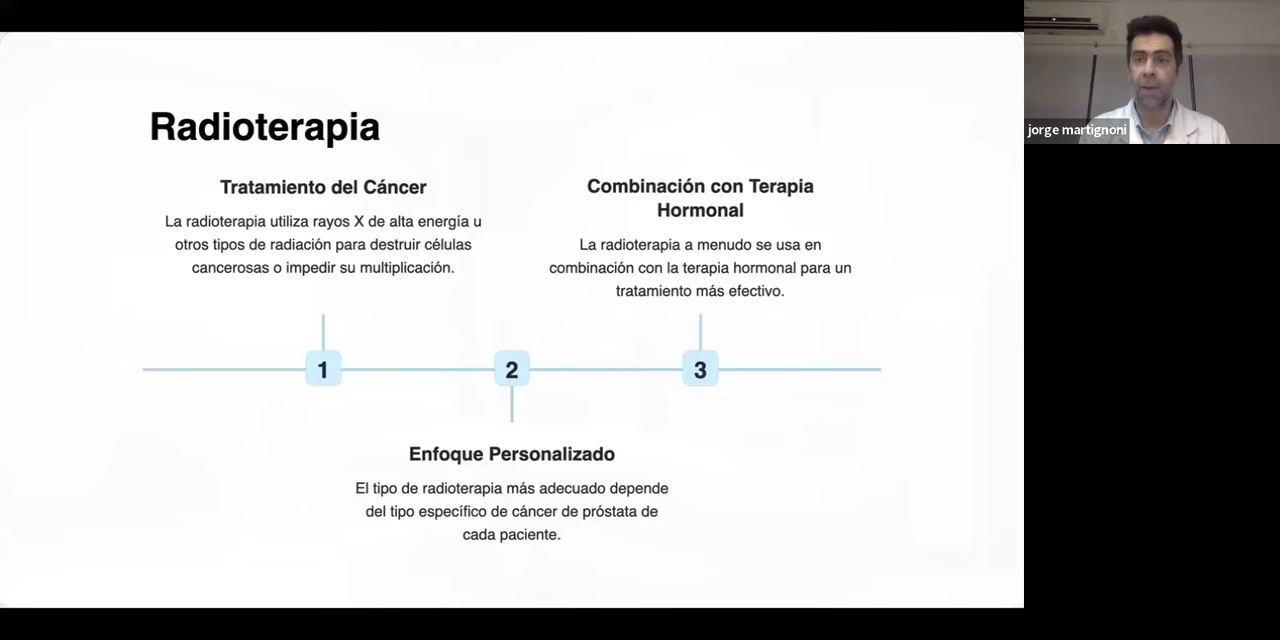 Radioterapia
Tratamiento del Cáncer
La radioterapia utiliza rayos X de alta energía u
otros tipos de radiación para destruir células
cancerosas o impedir su multiplicación.
Combinación con Terapia
Hormonal
La radioterapia a menudo se usa en
combinación con la terapia hormonal para un
tratamiento más efectivo.
1
2
3
Enfoque Personalizado
El tipo de radioterapia más adecuado depende
del tipo específico de cáncer de próstata de
cada paciente.
jorge martignoni